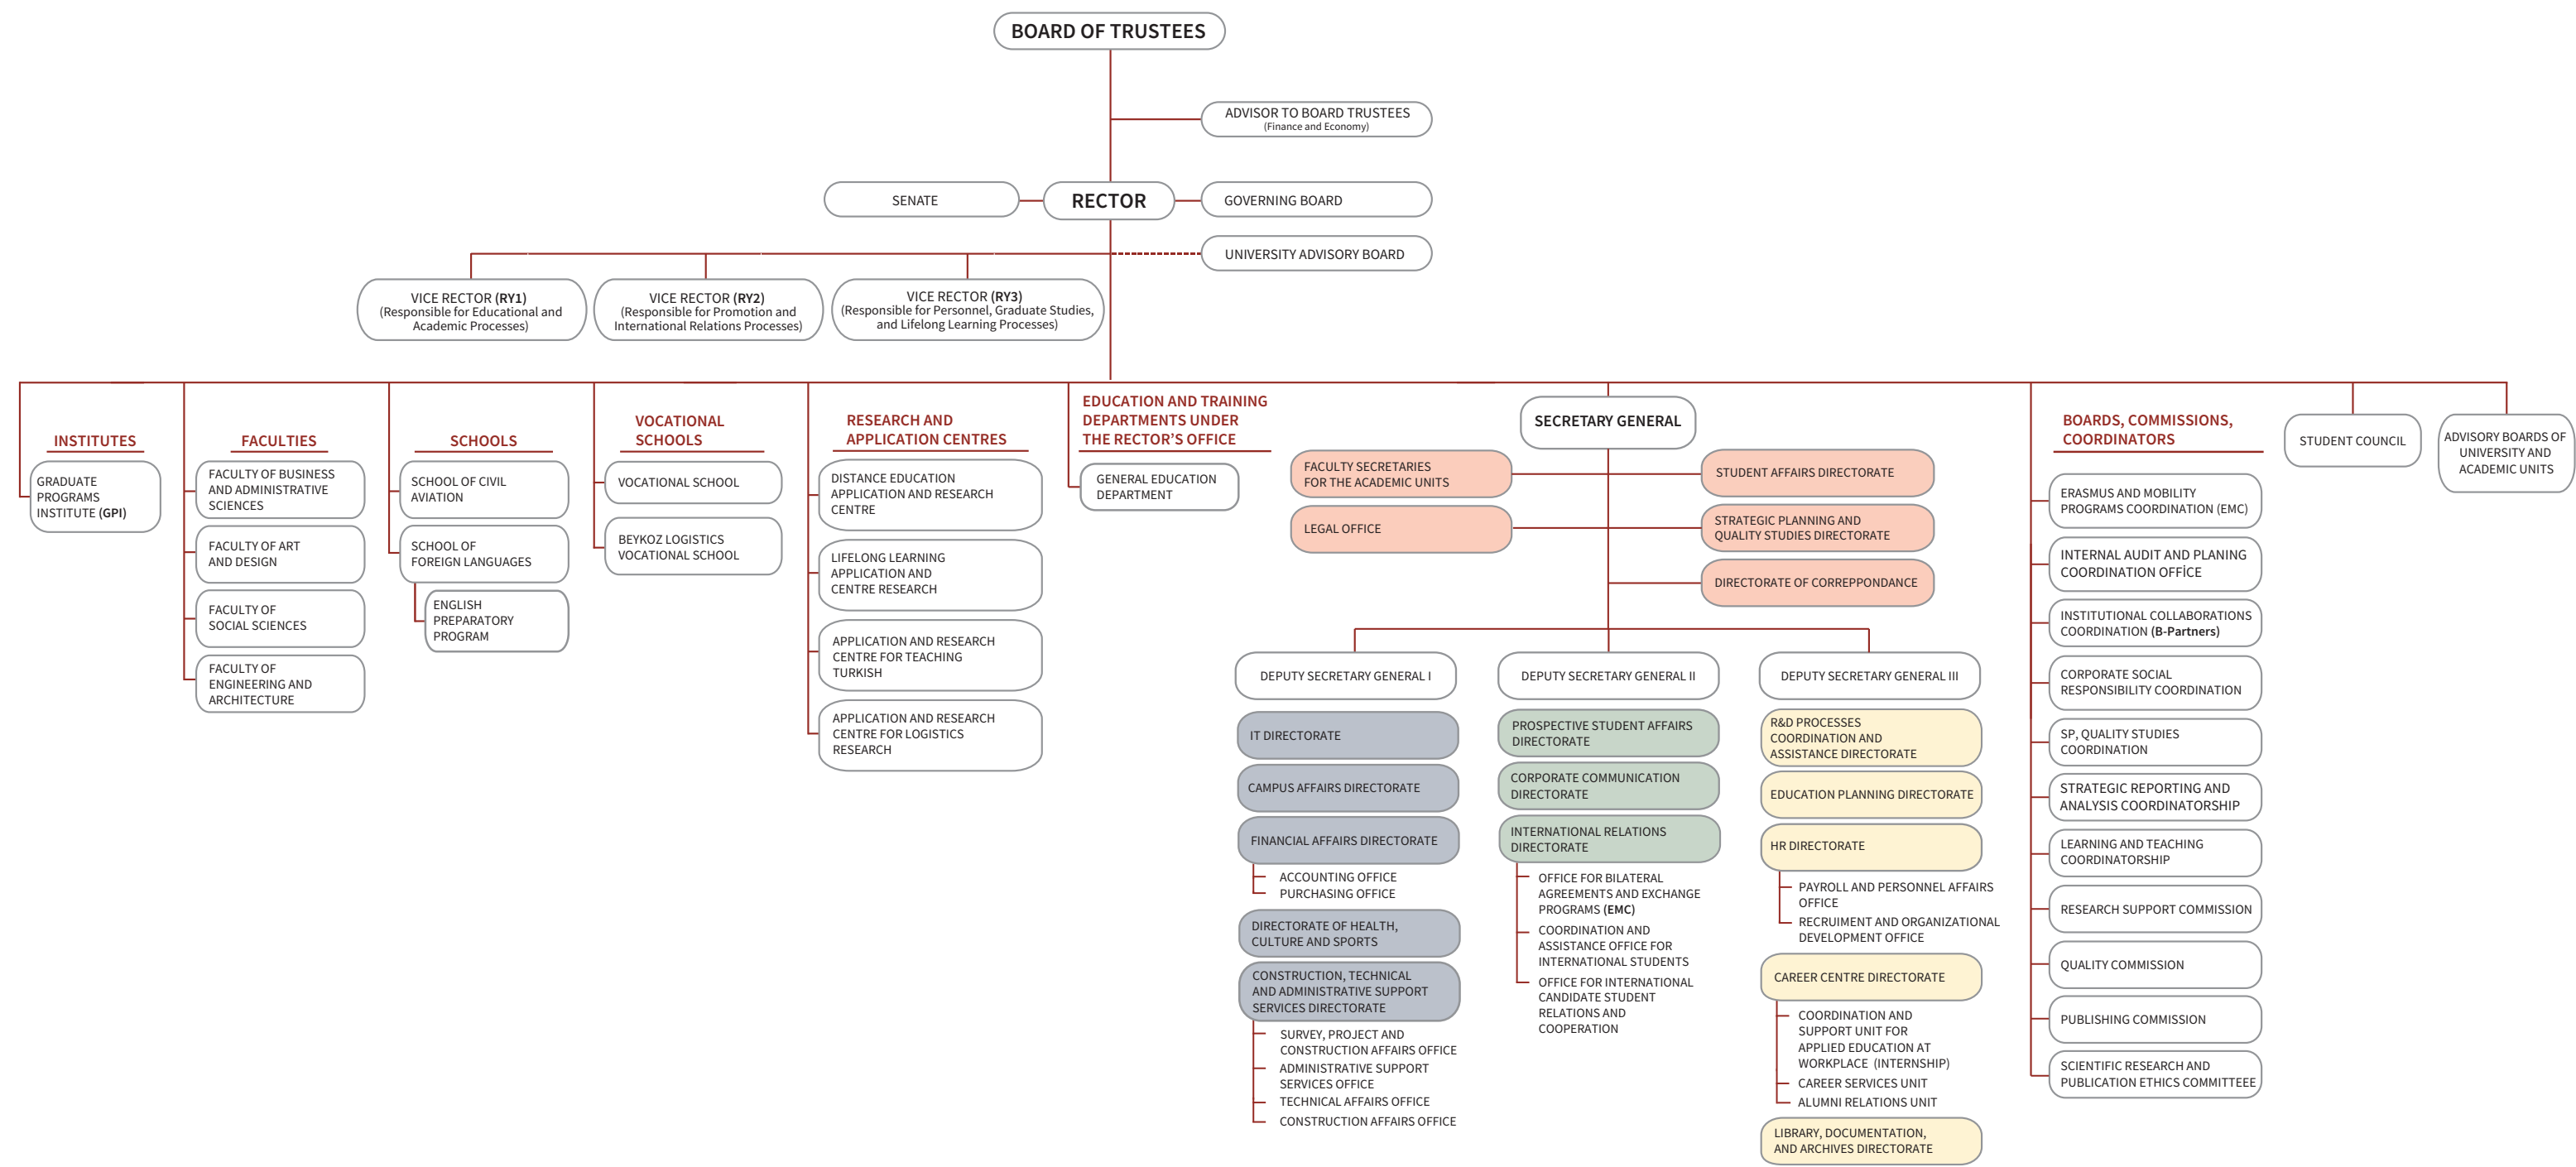 BOARD OF TRUSTEES
ADVISOR TO BOARD TRUSTEES
(Finance and Economy)
SENATE
RECTOR
GOVERNING BOARD
UNIVERSITY ADVISORY BOARD
VICE RECTOR (RY1)
(Responsible for Educational and
Academic Processes)
VICE RECTOR (RY2)
(Responsible for Promotion and
International Relations Processes)
VICE RECTOR (RY3)
(Responsible for Personnel, Graduate Studies,
and Lifelong Learning Processes)
INSTITUTES
GRADUATE
PROGRAMS
INSTITUTE (GPI)
FACULTIES
FACULTY OF BUSINESS
AND ADMINISTRATIVE
SCIENCES
FACULTY OF ART
AND DESIGN
FACULTY OF
SOCIAL SCIENCES
FACULTY OF
ENGINEERING AND
ARCHITECTURE
SCHOOLS
SCHOOL OF CIVIL
AVIATION
SCHOOL OF
FOREIGN LANGUAGES
ENGLISH
PREPARATORY
PROGRAM
VOCATIONAL
SCHOOLS
VOCATIONAL SCHOOL
BEYKOZ LOGISTICS
VOCATIONAL SCHOOL
RESEARCH AND
APPLICATION CENTRES
DISTANCE EDUCATION
APPLICATION AND RESEARCH
CENTRE
LIFELONG LEARNING
APPLICATION AND
CENTRE RESEARCH
APPLICATION AND RESEARCH
CENTRE FOR TEACHING
TURKISH
APPLICATION AND RESEARCH
CENTRE FOR LOGISTICS
RESEARCH
EDUCATION AND TRAINING
DEPARTMENTS UNDER
THE RECTOR'S OFFICE
GENERAL EDUCATION
DEPARTMENT
SECRETARY GENERAL
FACULTY SECRETARIES
FOR THE ACADEMIC UNITS
LEGAL OFFICE
STUDENT AFFAIRS DIRECTORATE
STRATEGIC PLANNING AND
QUALITY STUDIES DIRECTORATE
DIRECTORATE OF CORREPPONDANCE
DEPUTY SECRETARY GENERAL I
IT DIRECTORATE
CAMPUS AFFAIRS DIRECTORATE
FINANCIAL AFFAIRS DIRECTORATE
ACCOUNTING OFFICE
PURCHASING OFFICE
DIRECTORATE OF HEALTH,
CULTURE AND SPORTS
CONSTRUCTION, TECHNICAL
AND ADMINISTRATIVE SUPPORT
SERVICES DIRECTORATE
SURVEY, PROJECT AND
CONSTRUCTION AFFAIRS OFFICE
ADMINISTRATIVE SUPPORT
SERVICES OFFICE
TECHNICAL AFFAIRS OFFICE
CONSTRUCTION AFFAIRS OFFICE
DEPUTY SECRETARY GENERAL II
PROSPECTIVE STUDENT AFFAIRS
DIRECTORATE
CORPORATE COMMUNICATION
DIRECTORATE
INTERNATIONAL RELATIONS
DIRECTORATE
OFFICE FOR BILATERAL
AGREEMENTS AND EXCHANGE
PROGRAMS (EMC)
COORDINATION AND
ASSISTANCE OFFICE FOR
INTERNATIONAL STUDENTS
OFFICE FOR INTERNATIONAL
CANDIDATE STUDENT
RELATIONS AND
COOPERATION
DEPUTY SECRETARY GENERAL III
R&D PROCESSES
COORDINATION AND
ASSISTANCE DIRECTORATE
EDUCATION PLANNING DIRECTORATE
HR DIRECTORATE
PAYROLL AND PERSONNEL AFFAIRS
OFFICE
RECRUIMENT AND ORGANIZATIONAL
DEVELOPMENT OFFICE
CAREER CENTRE DIRECTORATE
COORDINATION AND
SUPPORT UNIT FOR
APPLIED EDUCATION AT
WORKPLACE (INTERNSHIP)
CAREER SERVICES UNIT
ALUMNI RELATIONS UNIT
LIBRARY, DOCUMENTATION,
AND ARCHIVES DIRECTORATE
BOARDS, COMMISSIONS,
COORDINATORS
ERASMUS AND MOBILITY
PROGRAMS COORDINATION (EMC)
INTERNAL AUDIT AND PLANING
COORDINATION OFFİCE
INSTITUTIONAL COLLABORATIONS
COORDINATION (B-Partners)
CORPORATE SOCIAL
RESPONSIBILITY COORDINATION
SP, QUALITY STUDIES
COORDINATION
STRATEGIC REPORTING AND
ANALYSIS COORDINATORSHIP
LEARNING AND TEACHING
COORDINATORSHIP
RESEARCH SUPPORT COMMISSION
QUALITY COMMISSION
PUBLISHING COMMISSION
SCIENTIFIC RESEARCH AND
PUBLICATION ETHICS COMMITTEEE
STUDENT COUNCIL
ADVISORY BOARDS OF
UNIVERSITY AND
ACADEMIC UNITS